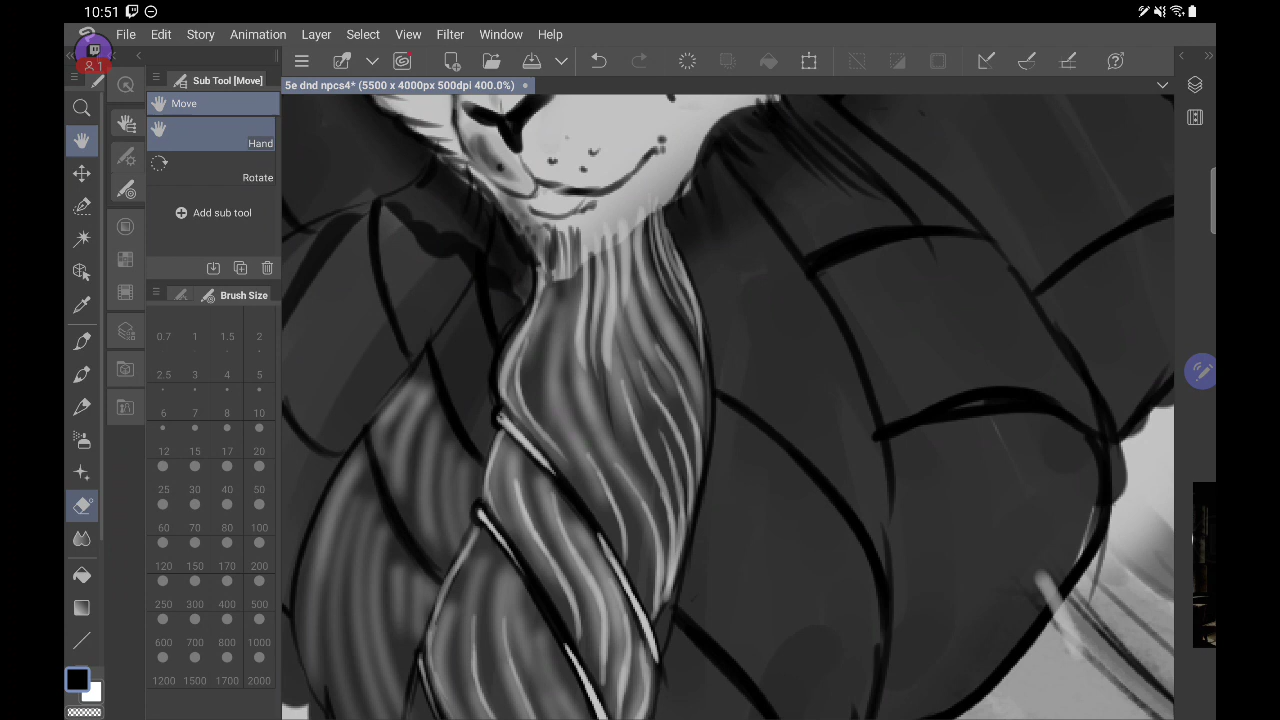 10:51
File Edit Story Animation Layer Select View Filter Window Help
1
Sub Tool [Move]
5e dnd npcs4* (5500 x 4000px 500dpi 400.0%)
Move
Hand
Rotate
Add sub tool
Brush Size
0.7 1 1.5 2
2.5 3 4 5
6 7 8 10
12 15 17 20
25 30 40 50
60 70 80 100
120 150 170 200
250 300 400 500
600 700 800 1000
1200 1500 1700 2000